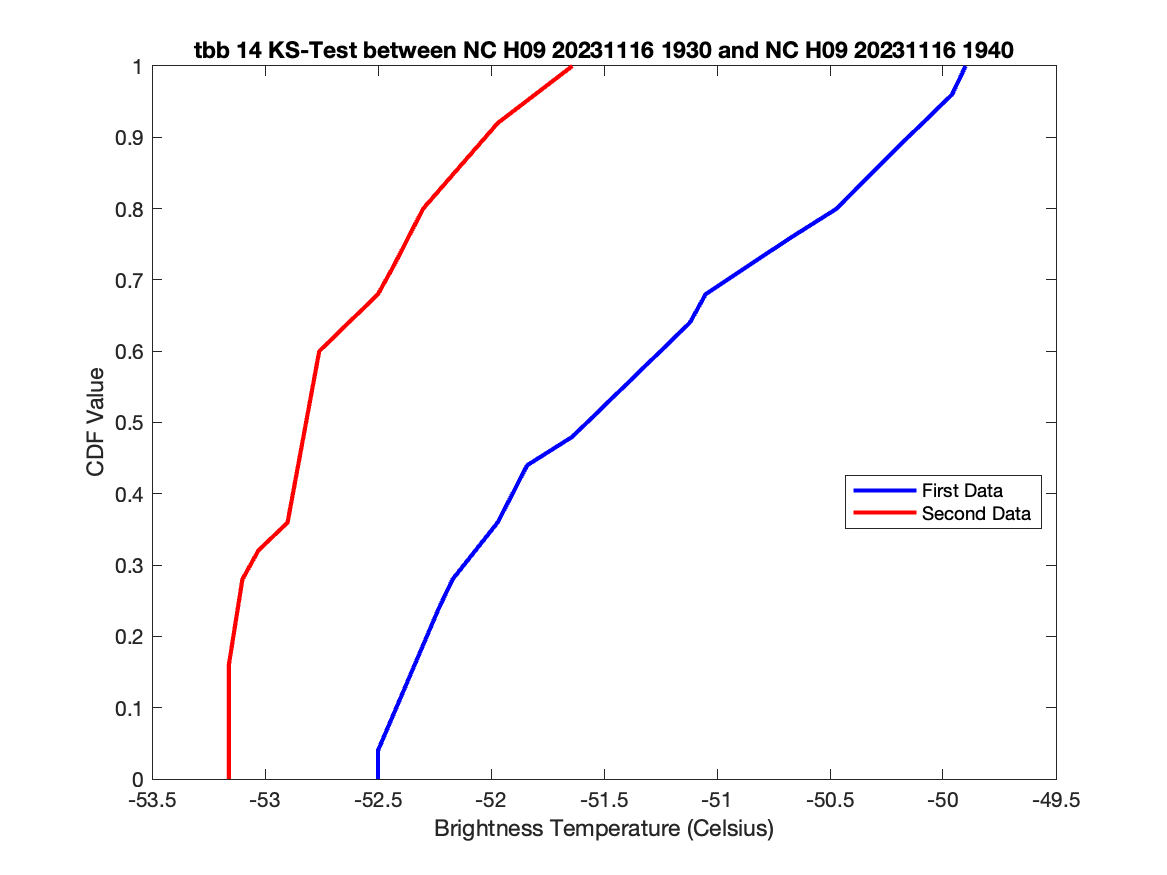 tbb 14 KS-Test between NC H09 20231116 1930 and NC H09 20231116 1940
1
0.9
0.8
0.7
0.6
0.5
0.4
0.3
0.2
0.1
0
CDF Value
First Data
Second Data
-53.5 -53 -52.5 -52 -51.5 -51 -50.5 -50 -49.5
Brightness Temperature (Celsius)